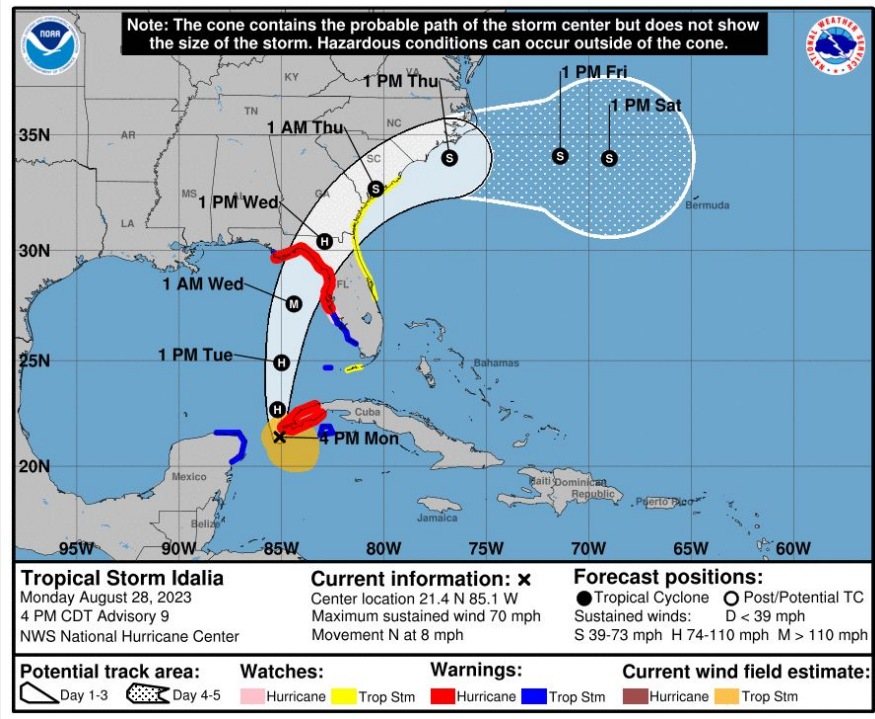 Note: The cone contains the probable path of the storm center but does not show
the size of the storm. Hazardous conditions can occur outside of the cone.
NOAA
NATIONAL WEATHER SERVICE
KY
VA
1 PM Thu
1 PM Fri
1 PM Sat
TN
NC
1 AM Thu
35N
AR
SC
MS
AL
GA
1 PM Wed
Bermuda
LA
30N
1 AM Wed
FL
1 PM Tue
25N
Bahamas
Cuba
4 PM Mon
20N
Mexico
Haiti
Dominican
Republic
Puerto Rico
Jamaica
Belize
95W
90W
85W
80W
75W
70W
65W
60W
S
S
S
S
H
M
H
H
Tropical Storm Idalia
Monday August 28, 2023
4 PM CDT Advisory 9
NWS National Hurricane Center
Current information: ×
Center location 21.4 N 85.1 W
Maximum sustained wind 70 mph
Movement N at 8 mph
Forecast positions:
Tropical Cyclone Post/Potential TC
Sustained winds: D < 39 mph
S 39-73 mph H 74-110 mph M > 110 mph
Potential track area:
Day 1-3 Day 4-5
Watches:
Hurricane Trop Stm
Warnings:
Hurricane Trop Stm
Current wind field estimate:
Hurricane Trop Stm